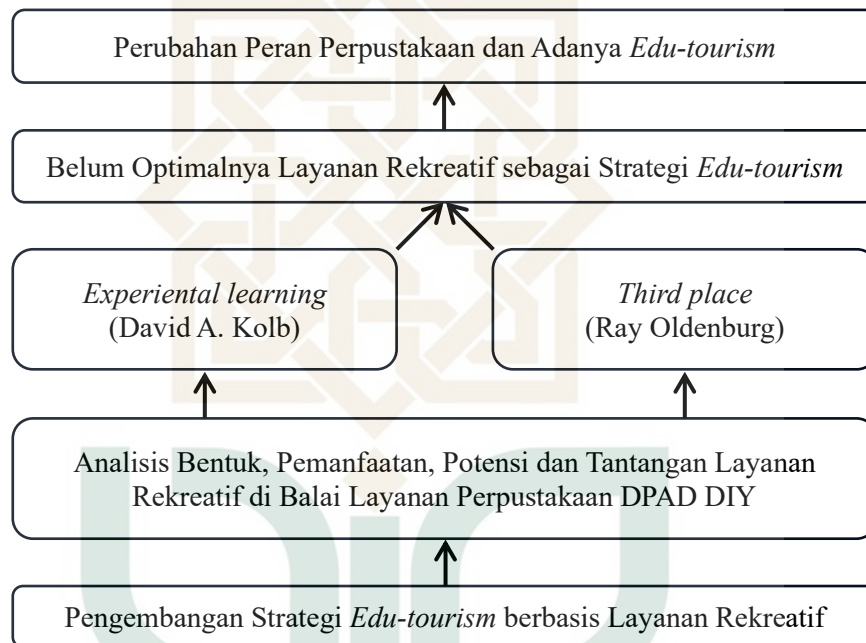 Perubahan Peran Perpustakaan dan Adanya Edu-tourism
Belum Optimalnya Layanan Rekreatif sebagai Strategi Edu-tourism
Experiental learning
(David A. Kolb)
Third place
(Ray Oldenburg)
Analisis Bentuk, Pemanfaatan, Potensi dan Tantangan Layanan
Rekreatif di Balai Layanan Perpustakaan DPAD DIY
Pengembangan Strategi Edu-tourism berbasis Layanan Rekreatif